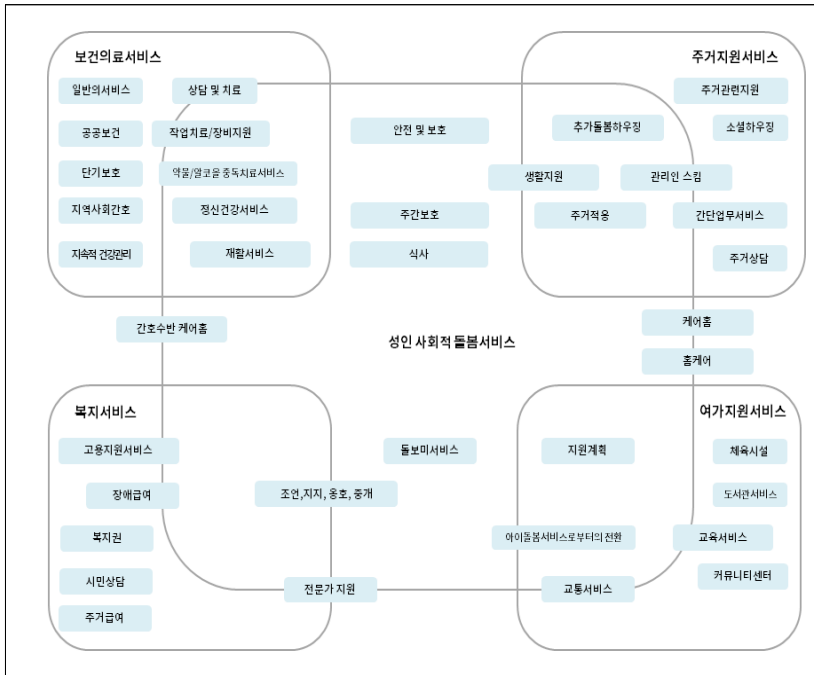 보건의료서비스
일반의서비스
상담 및 치료
공공보건
작업치료/장비지원
단기보호
약물/알코올 중독치료서비스
지역사회간호
정신건강서비스
지속적 건강관리
재활서비스
안전 및 보호
주간보호
식사
주거지원서비스
주거관련지원
추가돌봄하우징
소셜하우징
생활지원
관리인 스킴
주거적응
간단업무서비스
주거상담
간호수반 케어홈
성인 사회적 돌봄서비스
케어홈
홈케어
복지서비스
고용지원서비스
장애급여
복지권
시민상담
주거급여
조언,지지, 옹호, 중개
전문가 지원
돌보미서비스
여가지원서비스
지원계획
체육시설
도서관서비스
아이돌봄서비스로부터의 전환
교육서비스
교통서비스
커뮤니티센터